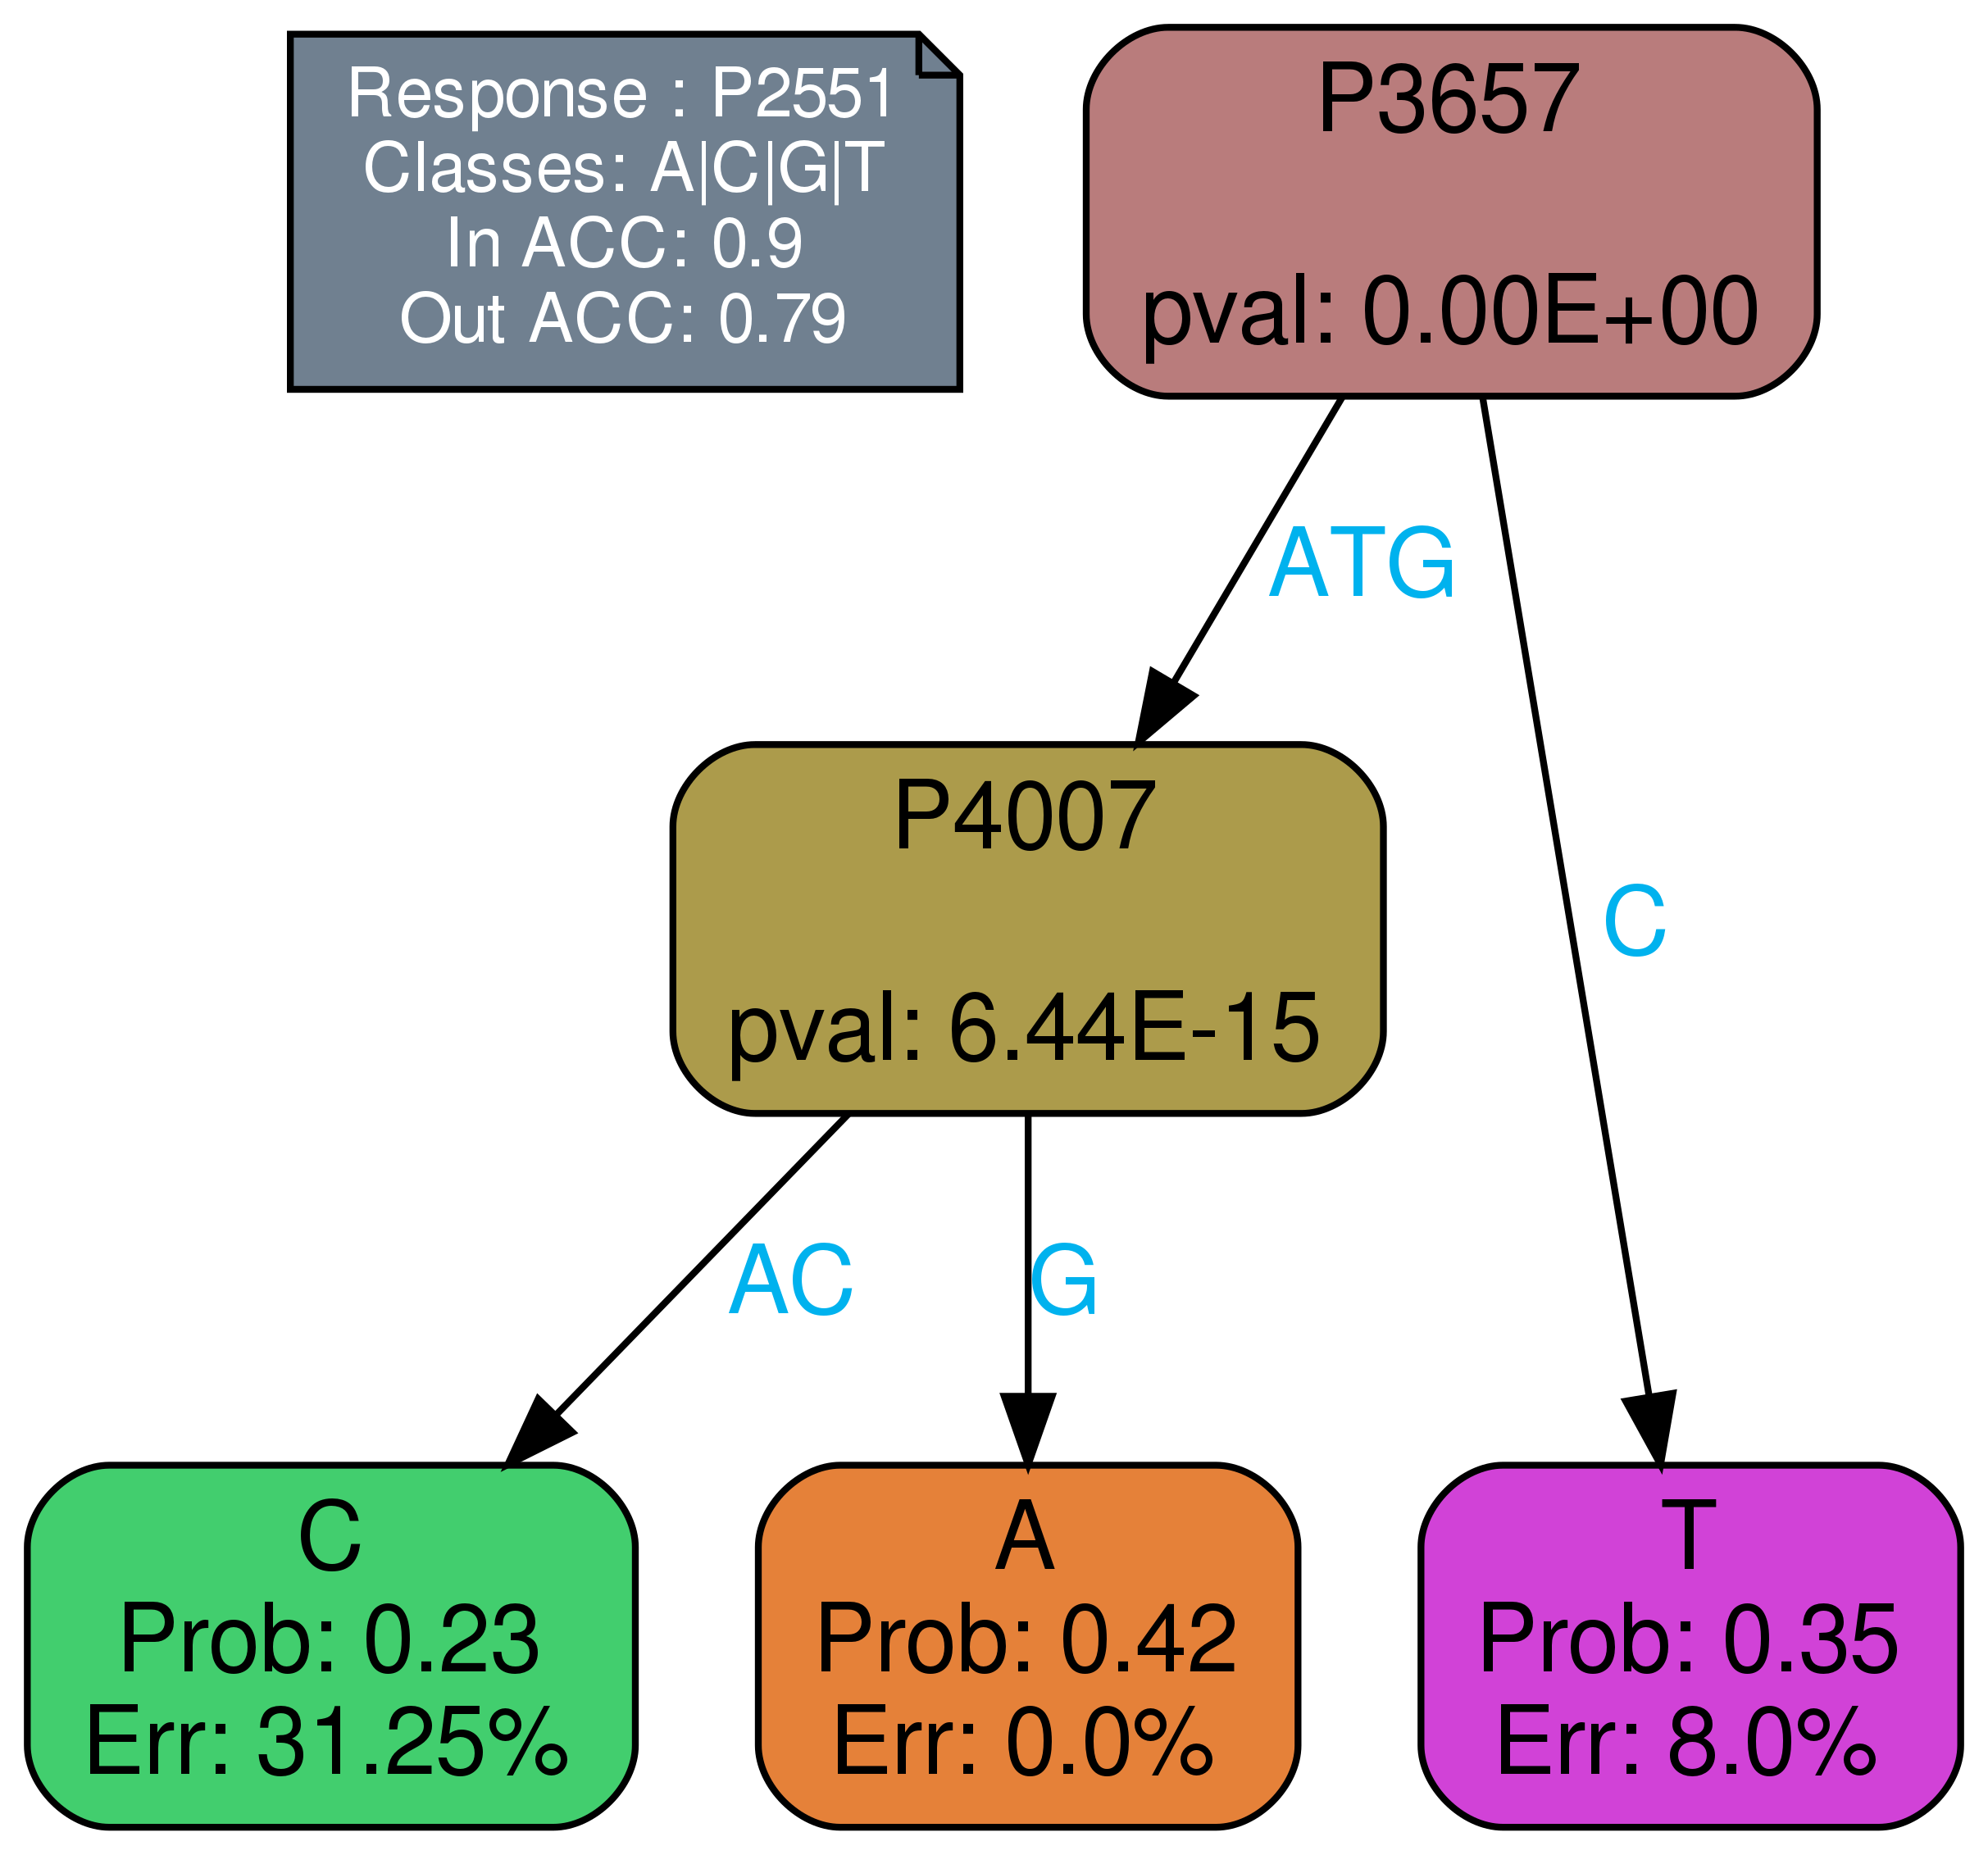 Response : P2551
Classes: A|C|G|T
In ACC: 0.9
Out ACC: 0.79
P3657
pval: 0.00E+00
ATG
P4007
pval: 6.44E-15
C
AC
G
C
Prob: 0.23
Err: 31.25%
A
Prob: 0.42
Err: 0.0%
T
Prob: 0.35
Err: 8.0%